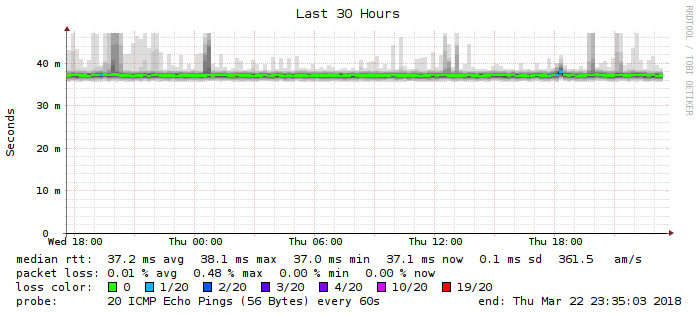 Last 30 Hours
RRDTOOL / TOBI OETIKER
Seconds
40 m
30 m
20 m
10 m
0
Wed 18:00 Thu 00:00 Thu 06:00 Thu 12:00 Thu 18:00
median rtt: 37.2 ms avg 38.1 ms max 37.0 ms min 37.1 ms now 0.1 ms sd 361.5 am/s
packet loss: 0.01 % avg 0.48 % max 0.00 % min 0.00 % now
loss color: 0 1/20 2/20 3/20 4/20 10/20 19/20
probe: 20 ICMP Echo Pings (56 Bytes) every 60s end: Thu Mar 22 23:35:03 2018